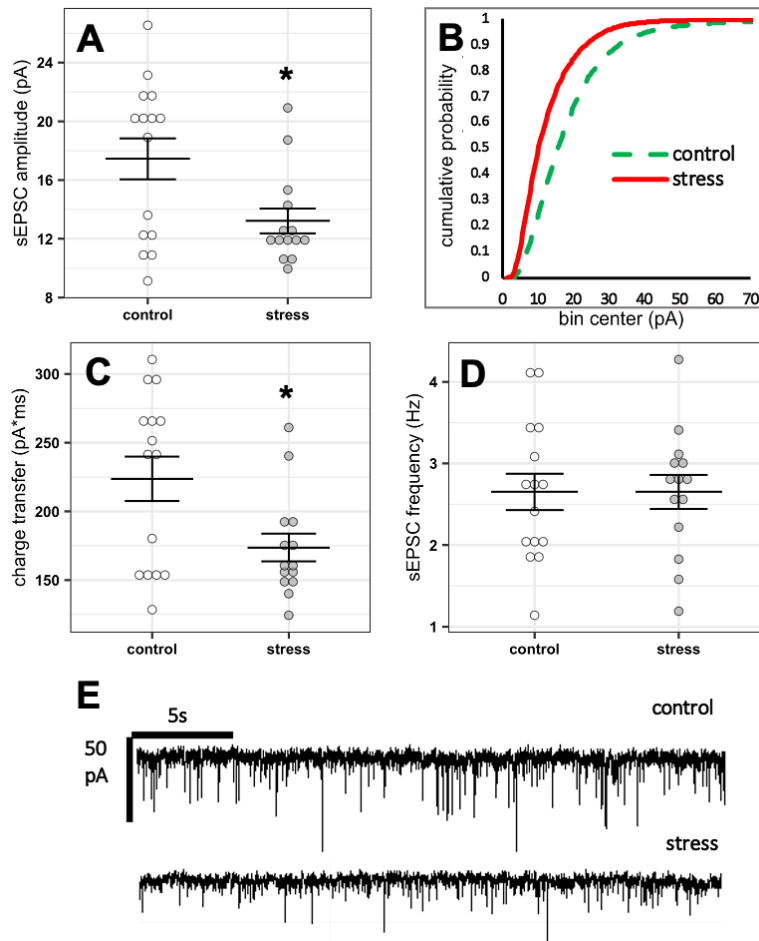 A
sEPSC amplitude (pA)
24
20
16
12
8
*
control
stress
B
cumulative probability
1
0.9
0.8
0.7
0.6
0.5
0.4
0.3
0.2
0.1
0
control
stress
0 10 20 30 40 50 60 70
bin center (pA)
C
charge transfer (pA*ms)
300
250
200
150
*
control
stress
D
sEPSC frequency (Hz)
4
3
2
1
control
stress
E
5s
control
50
pA
stress